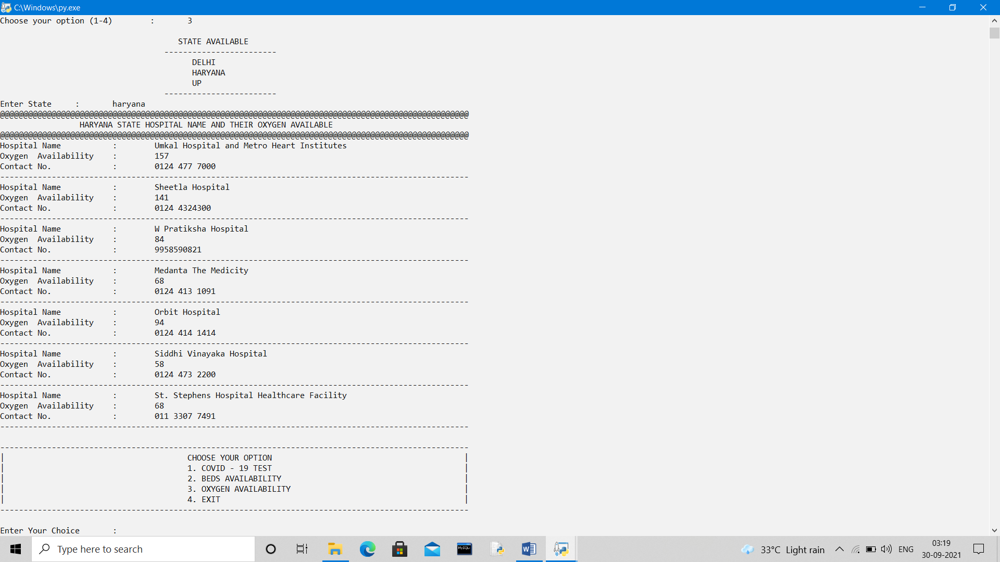 C:\Windows\py.exe
Choose your option (1-4)        :       3
STATE AVAILABLE
------------------------
DELHI
HARYANA
UP
------------------------
Enter State     :       haryana
@@@@@@@@@@@@@@@@@@@@@@@@@@@@@@@@@@@@@@@@@@@@@@@@@@@@@@@@@@@@@@@@@@@@@@@@@@@@@@@@@@@@@@@@@@@@@@@@@@@@
HARYANA STATE HOSPITAL NAME AND THEIR OXYGEN AVAILABLE
@@@@@@@@@@@@@@@@@@@@@@@@@@@@@@@@@@@@@@@@@@@@@@@@@@@@@@@@@@@@@@@@@@@@@@@@@@@@@@@@@@@@@@@@@@@@@@@@@@@@
Hospital Name           :        Umkal Hospital and Metro Heart Institutes
Oxygen  Availability    :        157
Contact No.             :        0124 477 7000
----------------------------------------------------------------------------------------------------
Hospital Name           :        Sheetla Hospital
Oxygen  Availability    :        141
Contact No.             :        0124 4324300
----------------------------------------------------------------------------------------------------
Hospital Name           :        W Pratiksha Hospital
Oxygen  Availability    :        84
Contact No.             :        9958590821
----------------------------------------------------------------------------------------------------
Hospital Name           :        Medanta The Medicity
Oxygen  Availability    :        68
Contact No.             :        0124 413 1091
----------------------------------------------------------------------------------------------------
Hospital Name           :        Orbit Hospital
Oxygen  Availability    :        94
Contact No.             :        0124 414 1414
----------------------------------------------------------------------------------------------------
Hospital Name           :        Siddhi Vinayaka Hospital
Oxygen  Availability    :        58
Contact No.             :        0124 473 2200
----------------------------------------------------------------------------------------------------
Hospital Name           :        St. Stephens Hospital Healthcare Facility
Oxygen  Availability    :        68
Contact No.             :        011 3307 7491
----------------------------------------------------------------------------------------------------
----------------------------------------------------------------------------------------------------
|                                       CHOOSE YOUR OPTION                                         |
|                                       1. COVID - 19 TEST                                         |
|                                       2. BEDS AVAILABILITY                                       |
|                                       3. OXYGEN AVAILABILITY                                     |
|                                       4. EXIT                                                    |
----------------------------------------------------------------------------------------------------
Enter Your Choice       :
Type here to search
MySQL
33°C Light rain
ENG
03:19
30-09-2021